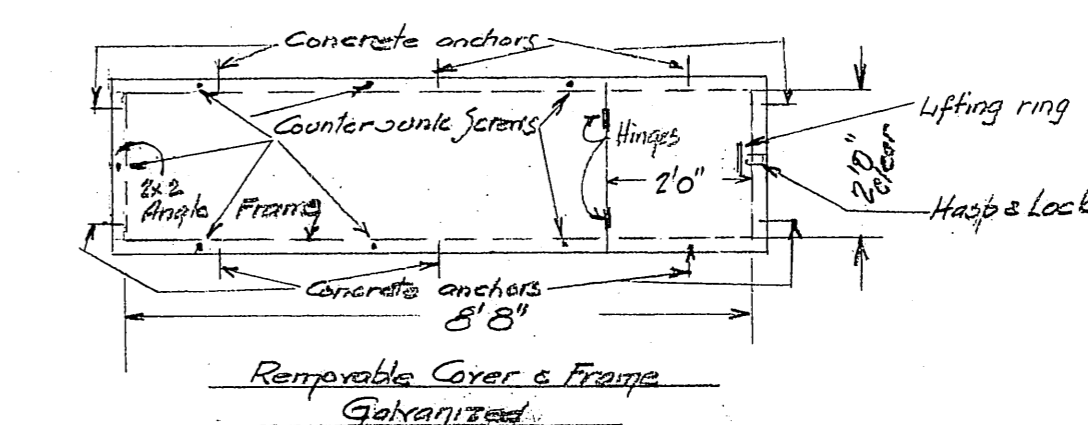 Concrete anchors
Lifting ring
Countersunk Screws
Hinges
2'0"
2'0"
clear
2x2
Angle Frame
Hasp & Lock
Concrete anchors
8'8"
Removable Cover & Frame
Galvanized